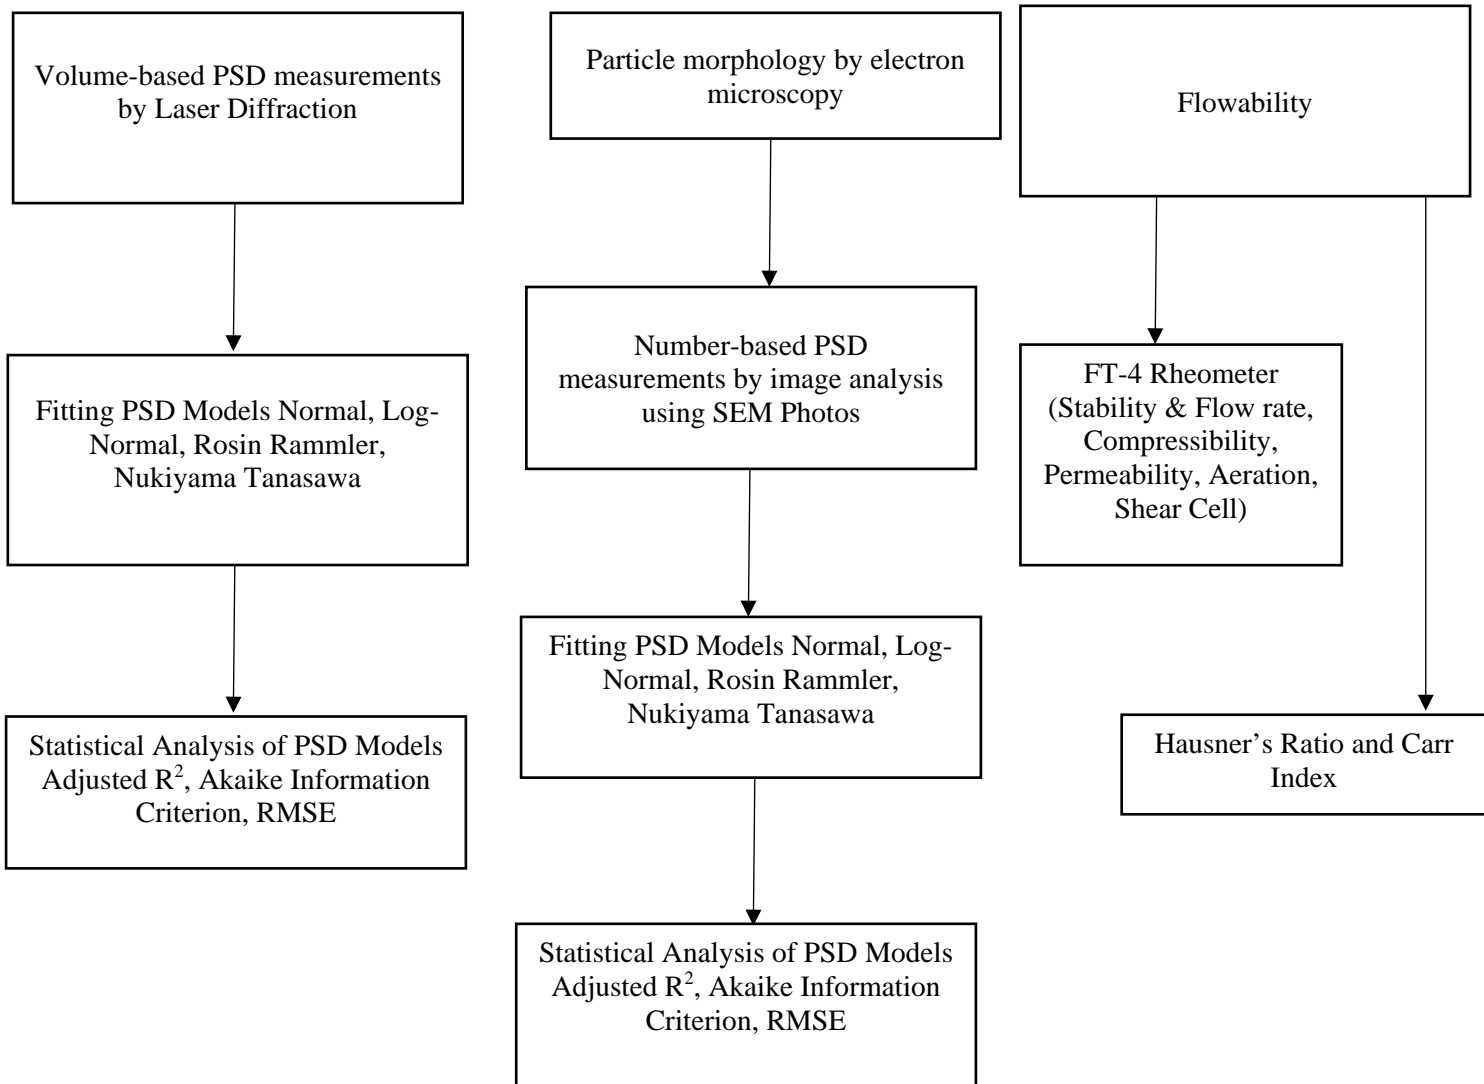 Volume-based PSD measurements
by Laser Diffraction
Fitting PSD Models Normal, Log-
Normal, Rosin Rammler,
Nukiyama Tanasawa
Statistical Analysis of PSD Models
Adjusted R², Akaike Information
Criterion, RMSE
Particle morphology by electron
microscopy
Number-based PSD
measurements by image analysis
using SEM Photos
Fitting PSD Models Normal, Log-
Normal, Rosin Rammler,
Nukiyama Tanasawa
Statistical Analysis of PSD Models
Adjusted R², Akaike Information
Criterion, RMSE
Flowability
FT-4 Rheometer
(Stability & Flow rate,
Compressibility,
Permeability, Aeration,
Shear Cell)
Hausner’s Ratio and Carr
Index